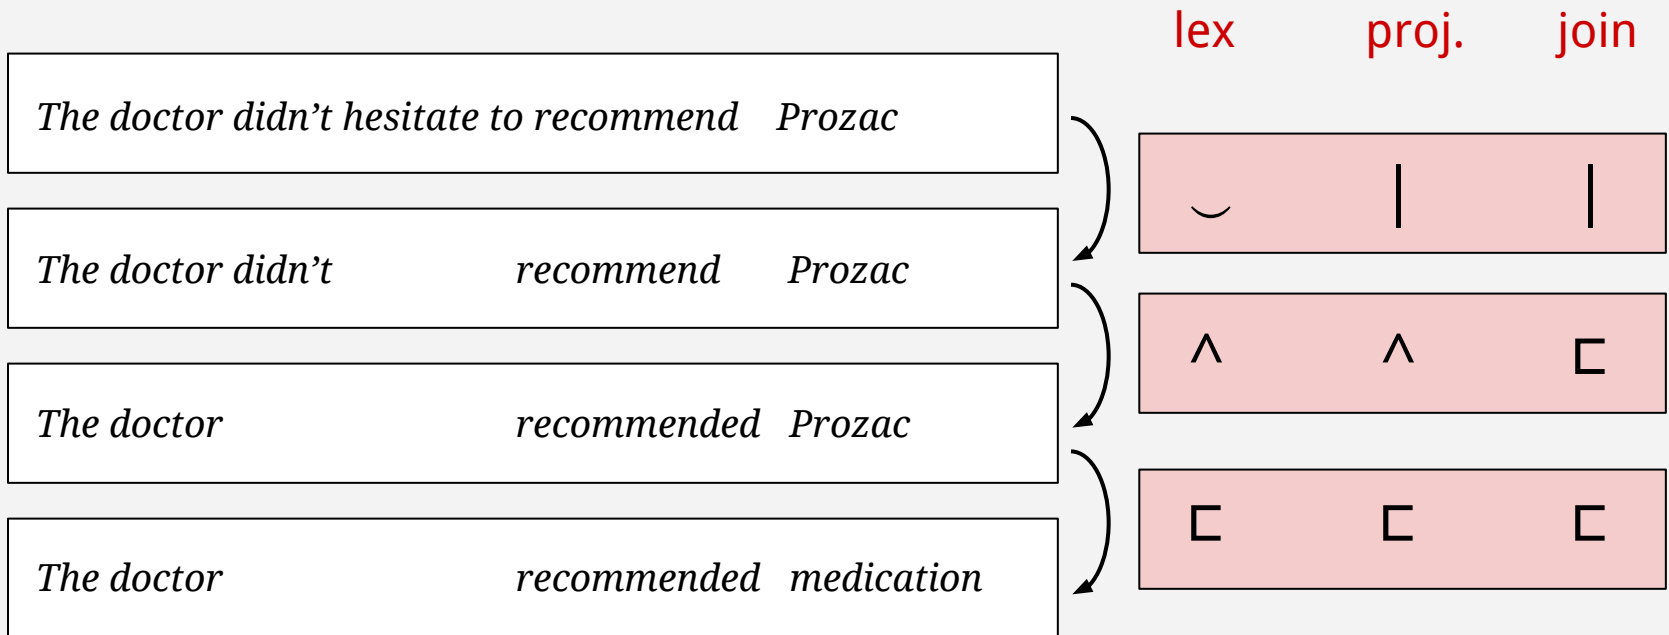 lex proj. join
The doctor didn’t hesitate to recommend Prozac
⌣ | |
The doctor didn’t recommend Prozac
^ ^ ⊏
The doctor recommended Prozac
⊏ ⊏ ⊏
The doctor recommended medication